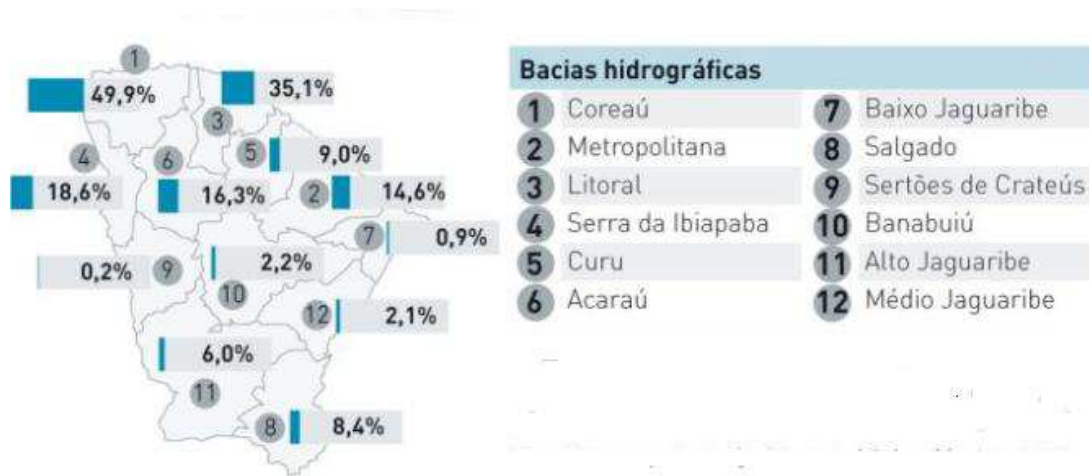 1
49,9%
35,1%
3
4
6
5
9,0%
18,6%
16,3%
2
14,6%
7
0,9%
0,2%
9
2,2%
10
12
2,1%
6,0%
11
8
8,4%
Bacias hidrográficas
1 Coreaú
2 Metropolitana
3 Litoral
4 Serra da Ibiapaba
5 Curu
6 Acaraú
7 Baixo Jaguaribe
8 Salgado
9 Sertões de Crateús
10 Banabuiú
11 Alto Jaguaribe
12 Médio Jaguaribe